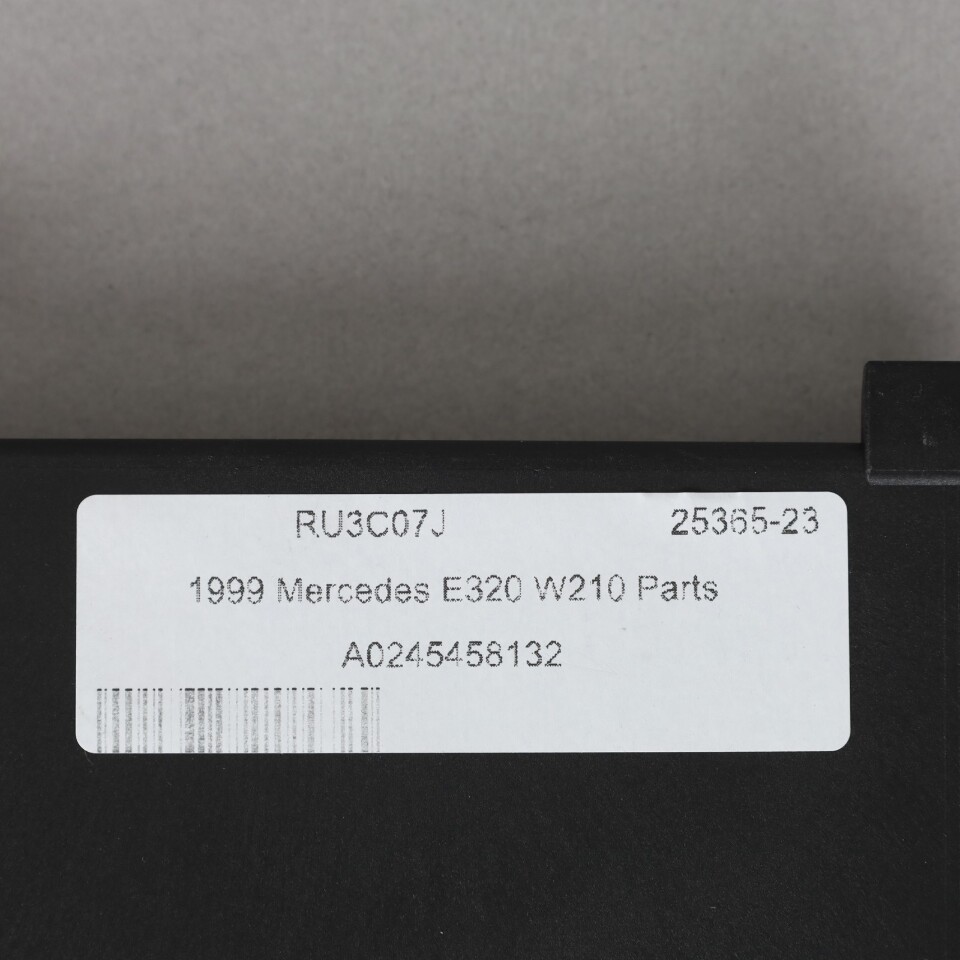 RU3C07J 25365-23
1999 Mercedes E320 W210 Parts
A0245458132